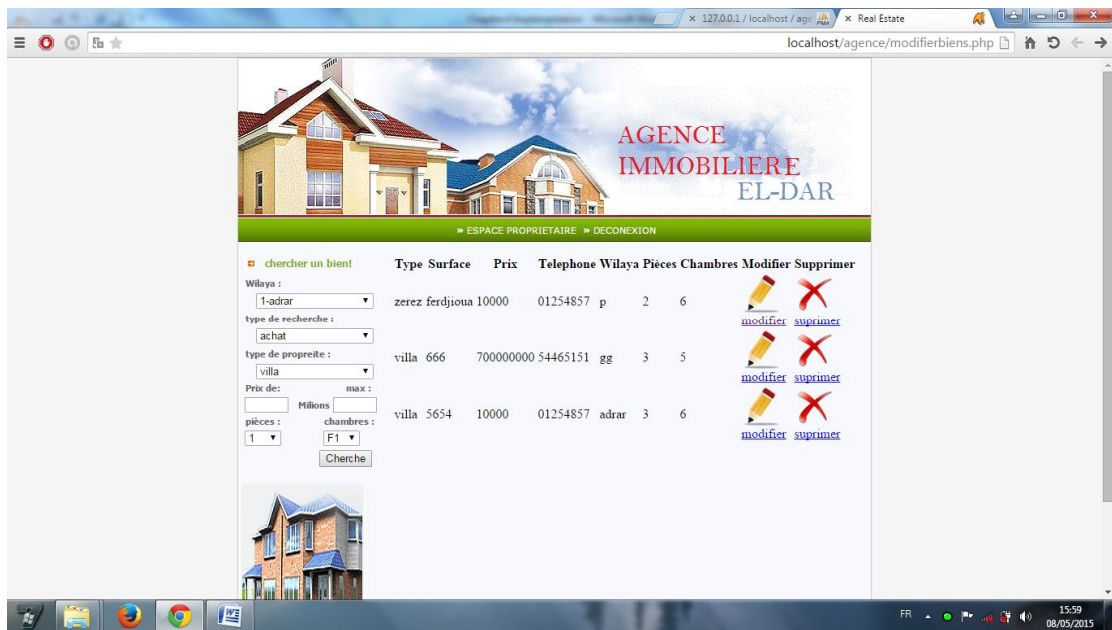 127.0.0.1 / localhost / age
Real Estate
localhost/agence/modifierbiens.php
AGENCE
IMMOBILIERE
EL-DAR
» ESPACE PROPRIETAIRE » DECONEXION
chercher un bien!
Wilaya :
1-adrar
type de recherche :
achat
type de propreite :
villa
Prix de: max :
Milions
pièces : chambres :
1 F1
Cherche
Type Surface Prix Telephone Wilaya Pièces Chambres Modifier Supprimer
zerez ferdjioua 10000 01254857 p 2 6
modifier suprimer
villa 666 700000000 54465151 gg 3 5
modifier suprimer
villa 5654 10000 01254857 adrar 3 6
modifier suprimer
FR 15:59
08/05/2015